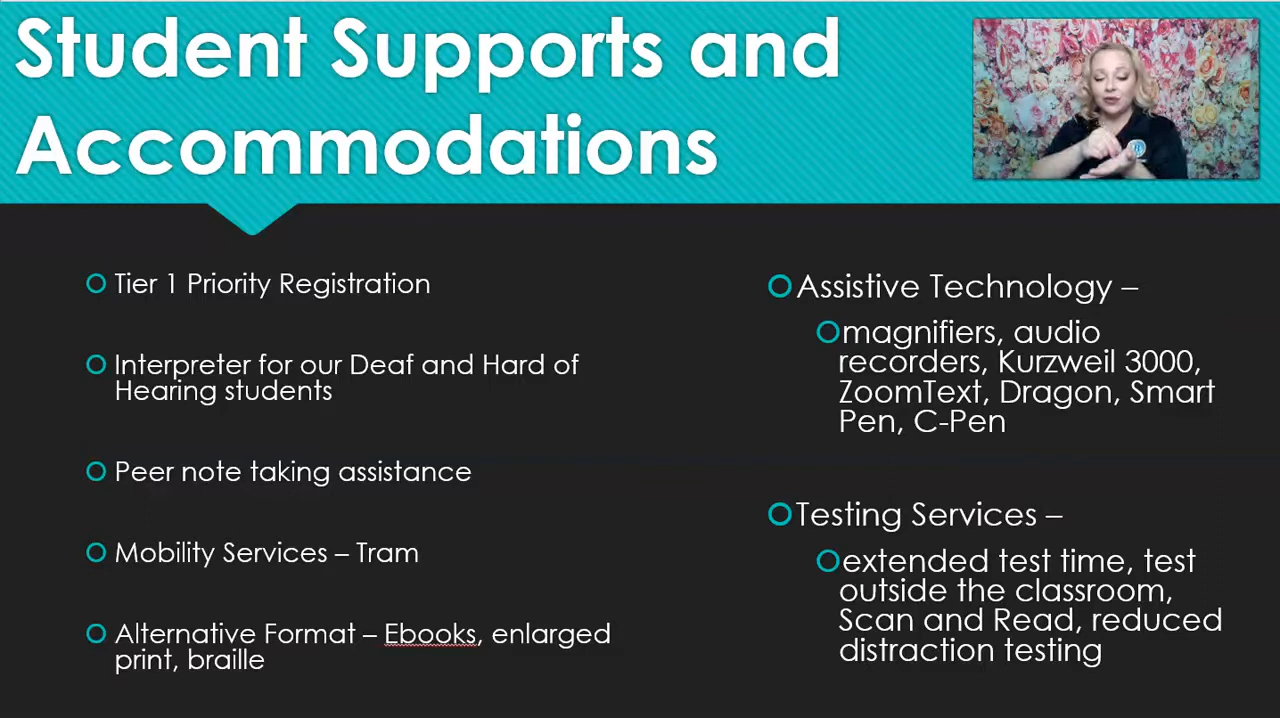 Student Supports and
Accommodations
Tier 1 Priority Registration
Interpreter for our Deaf and Hard of
Hearing students
Peer note taking assistance
Mobility Services – Tram
Alternative Format – Ebooks, enlarged
print, braille
Assistive Technology –
magnifiers, audio
recorders, Kurzweil 3000,
ZoomText, Dragon, Smart
Pen, C-Pen
Testing Services –
extended test time, test
outside the classroom,
Scan and Read, reduced
distraction testing